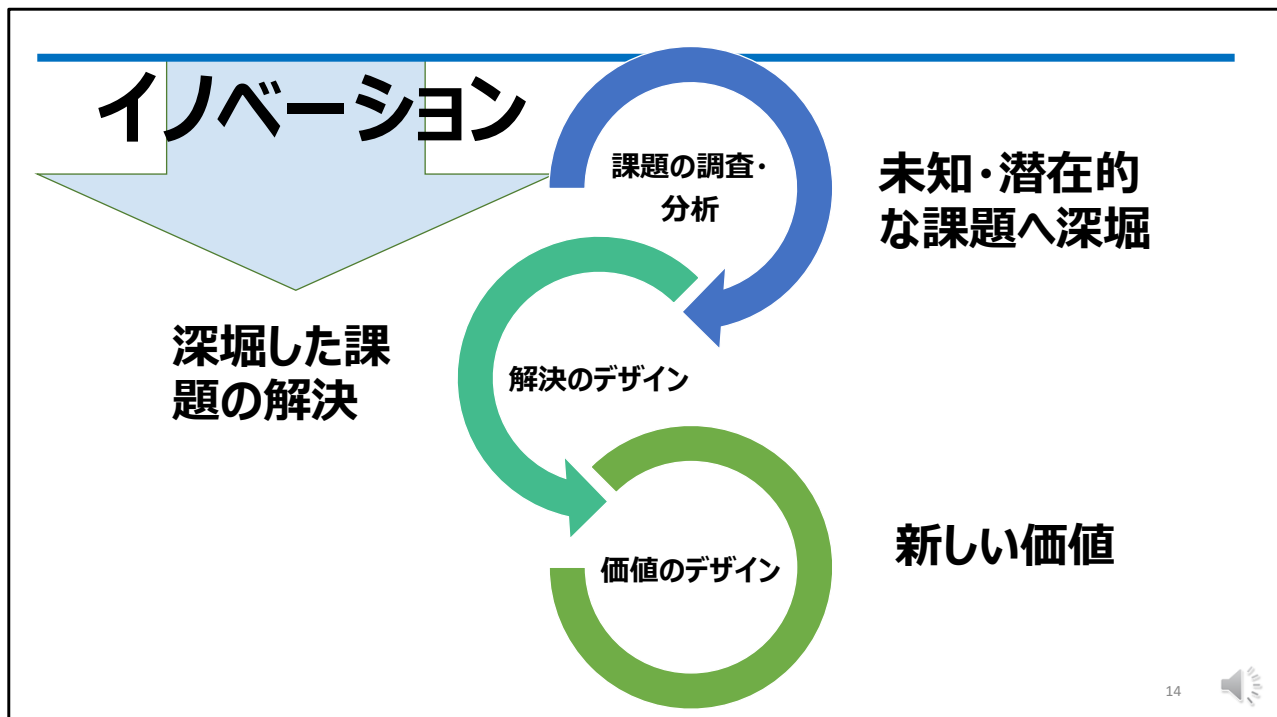 イノベーション
課題の調査・
分析
未知・潜在的
な課題へ深堀
深堀した課
題の解決
解決のデザイン
価値のデザイン
新しい価値
14